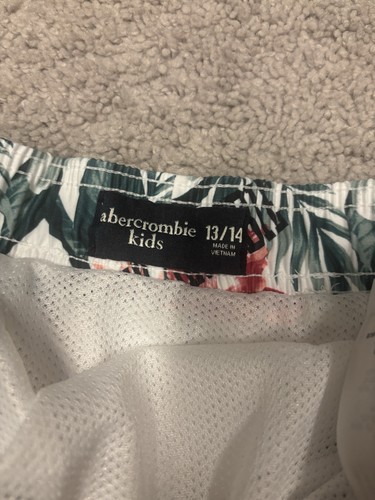 abercrombie
kids
13/14
MADE IN
VIETNAM